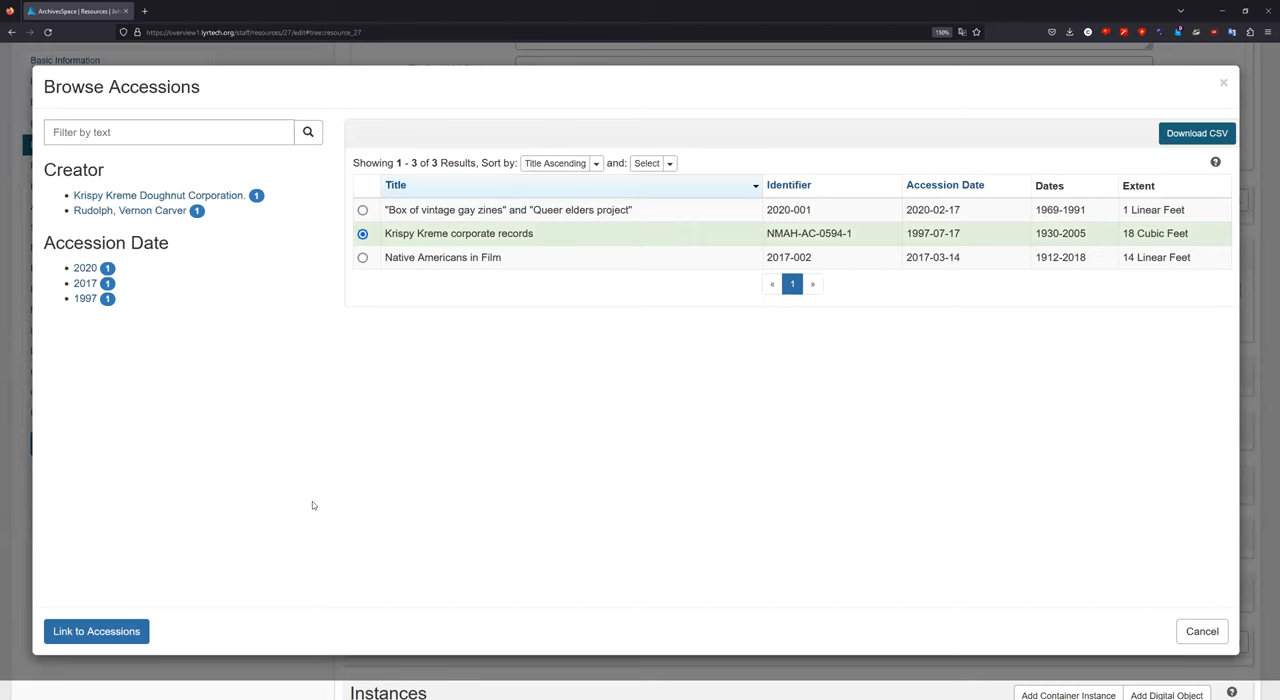 ArchivesSpace | Resources | Joh
https://overview1.lyrtech.org/staff/resources/27/edit#tree::resource_27
150%
Basic Information
Browse Accessions
Filter by text
Download CSV
Showing 1 - 3 of 3 Results, Sort by: Title Ascending and: Select
Creator
Krispy Kreme Doughnut Corporation. 1
Rudolph, Vernon Carver 1
Accession Date
2020 1
2017 1
1997 1
Title Identifier Accession Date Dates Extent
"Box of vintage gay zines" and "Queer elders project" 2020-001 2020-02-17 1969-1991 1 Linear Feet
Krispy Kreme corporate records NMAH-AC-0594-1 1997-07-17 1930-2005 18 Cubic Feet
Native Americans in Film 2017-002 2017-03-14 1912-2018 14 Linear Feet
« 1 »
Link to Accessions
Cancel
Instances
Add Container Instance Add Digital Object